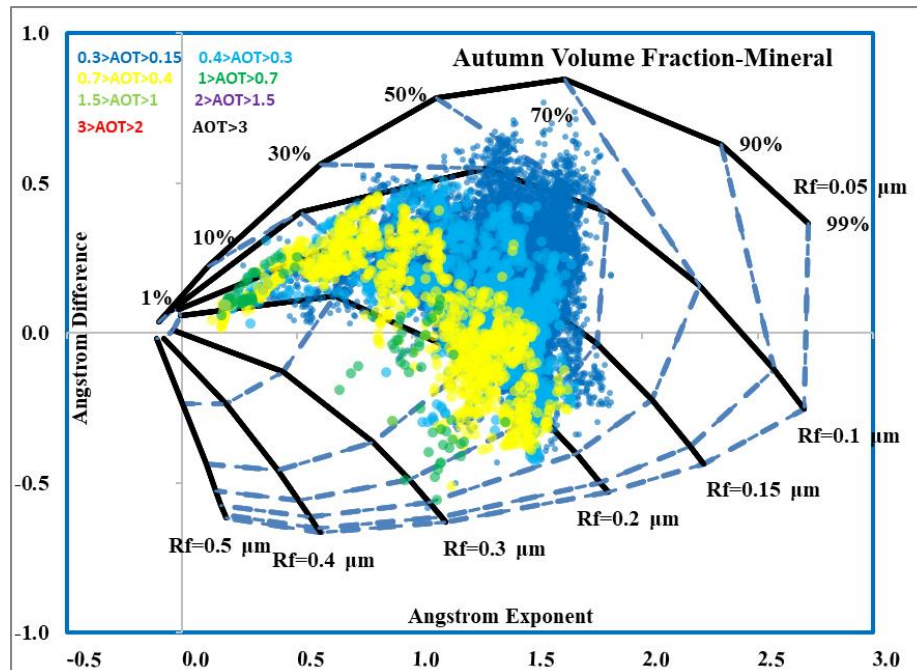 1.0
0.3>AOT>0.15 0.4>AOT>0.3
Autumn Volume Fraction-Mineral
0.7>AOT>0.4 1>AOT>0.7
1.5>AOT>1 2>AOT>1.5
3>AOT>2 AOT>3
50%
70%
90%
30%
0.5
Rf=0.05 µm
99%
10%
1%
0.0
Angstrom Difference
Rf=0.1 µm
-0.5
Rf=0.15 µm
Rf=0.2 µm
Rf=0.5 µm
Rf=0.4 µm
Rf=0.3 µm
Angstrom Exponent
-1.0
-0.5 0.0 0.5 1.0 1.5 2.0 2.5 3.0